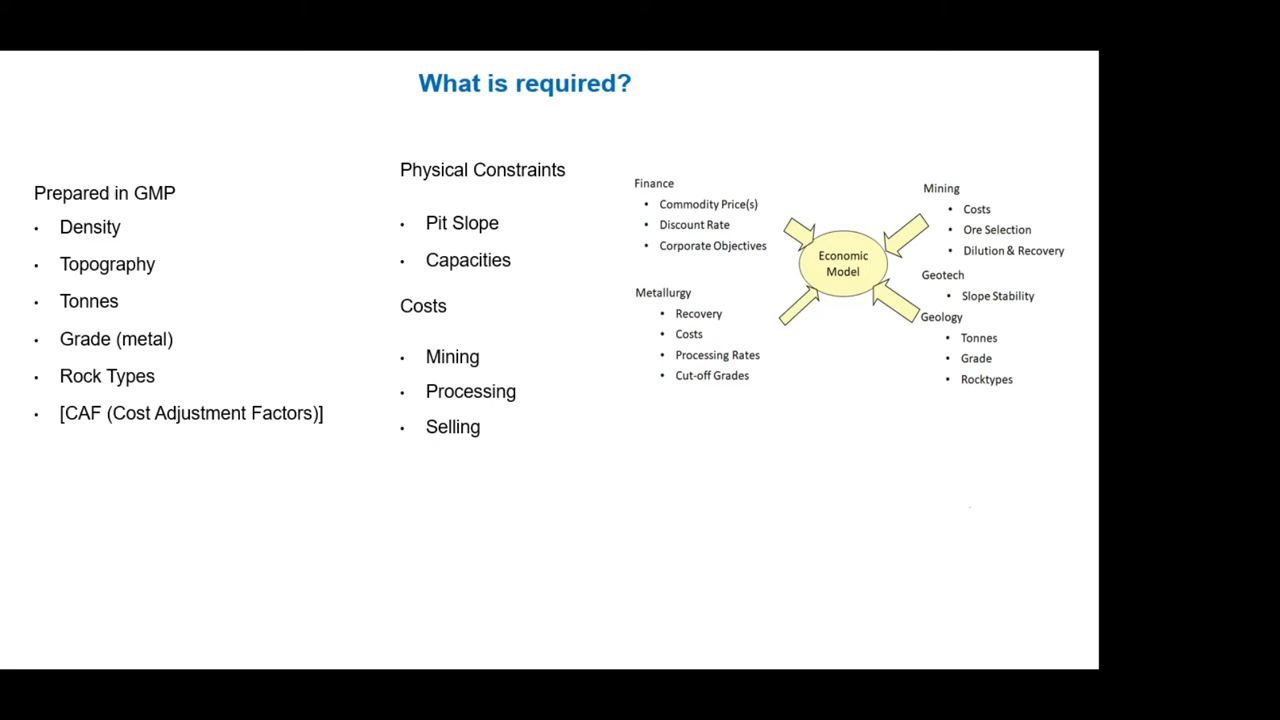 What is required?
Prepared in GMP
• Density
• Topography
• Tonnes
• Grade (metal)
• Rock Types
• [CAF (Cost Adjustment Factors)]
Physical Constraints
• Pit Slope
• Capacities
Costs
• Mining
• Processing
• Selling
Finance
• Commodity Price(s)
• Discount Rate
• Corporate Objectives
Metallurgy
• Recovery
• Costs
• Processing Rates
• Cut-off Grades
Economic
Model
Mining
• Costs
• Ore Selection
• Dilution & Recovery
Geotech
• Slope Stability
Geology
• Tonnes
• Grade
• Rocktypes